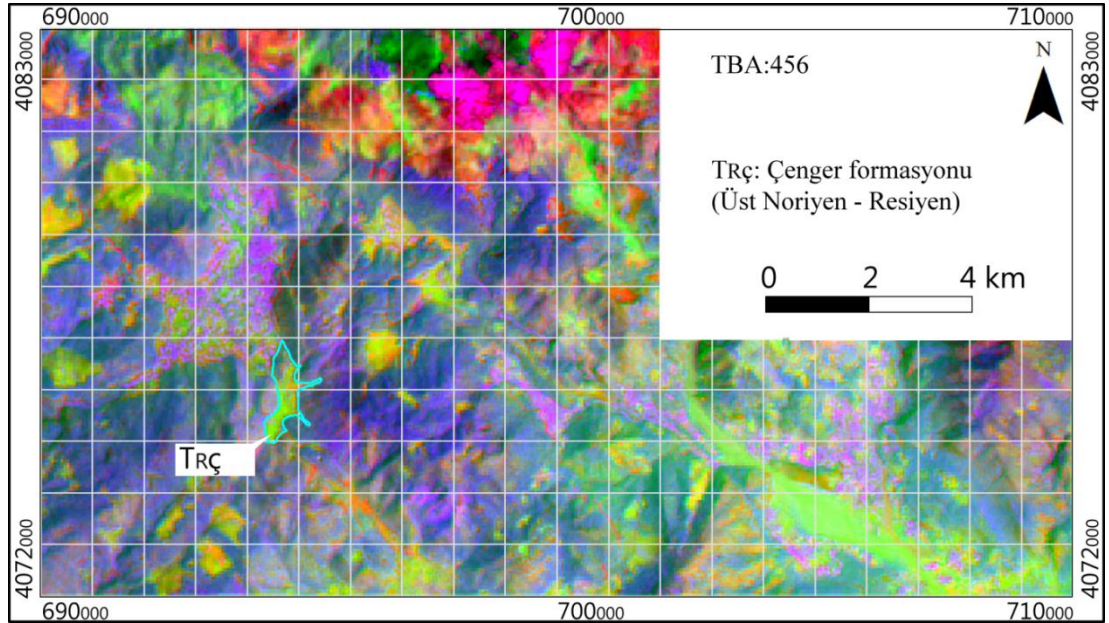 690000 700000 710000
4083000 4083000
TBA:456
N
TRÇ: Çenger formasyonu
(Üst Noriyen - Resiyen)
0 2 4 km
TRÇ
4072000 4072000
690000 700000 710000